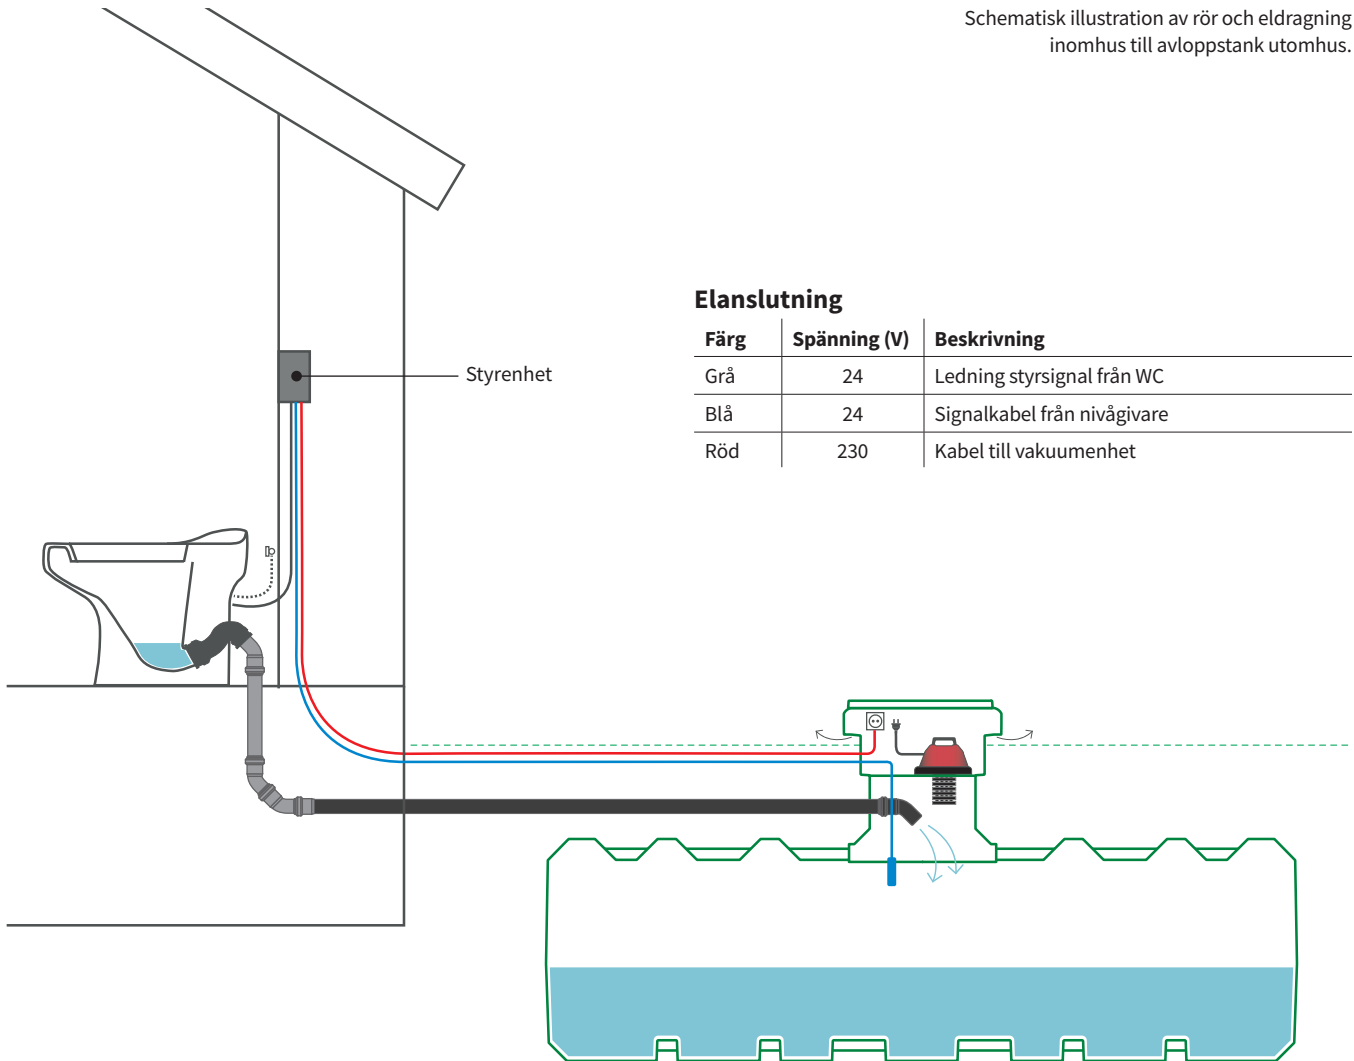 Schematisk illustration av rör och eldragning
inomhus till avloppstank utomhus.
Elanslutning
Färg Spänning (V) Beskrivning
Grå 24 Ledning styrsignal från WC
Blå 24 Signalkabel från nivågivare
Röd 230 Kabel till vakuumenhet
Styrenhet